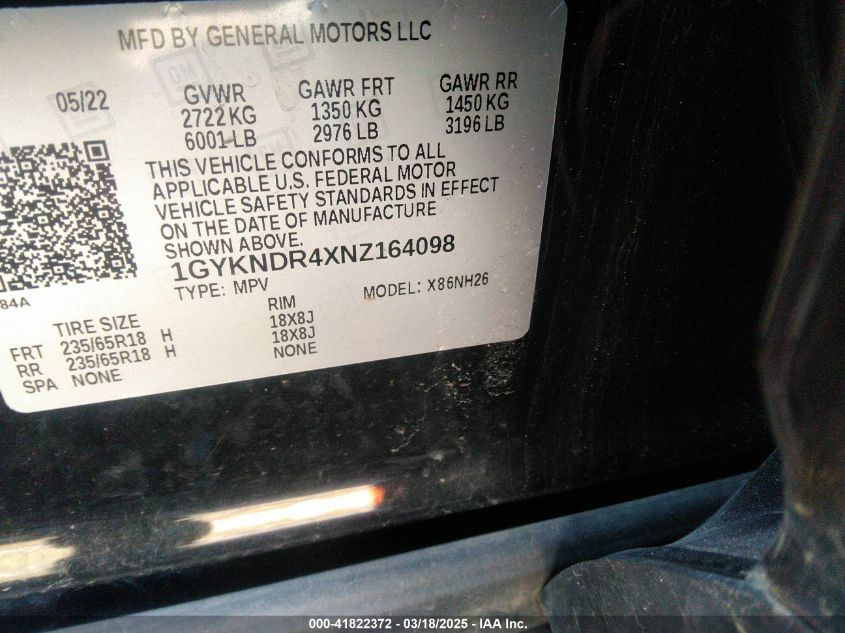 MFD BY GENERAL MOTORS LLC
05/22 GVWR GAWR FRT GAWR RR
2722 KG 1350 KG 1450 KG
6001 LB 2976 LB 3196 LB
THIS VEHICLE CONFORMS TO ALL
APPLICABLE U.S. FEDERAL MOTOR
VEHICLE SAFETY STANDARDS IN EFFECT
ON THE DATE OF MANUFACTURE
SHOWN ABOVE.
1GYKNDR4XNZ164098
84A
TYPE: MPV MODEL: X86NH26
TIRE SIZE RIM
FRT 235/65R18 H 18X8J
RR 235/65R18 H 18X8J
SPA NONE NONE
000-41822372 - 03/18/2025 - IAA Inc.